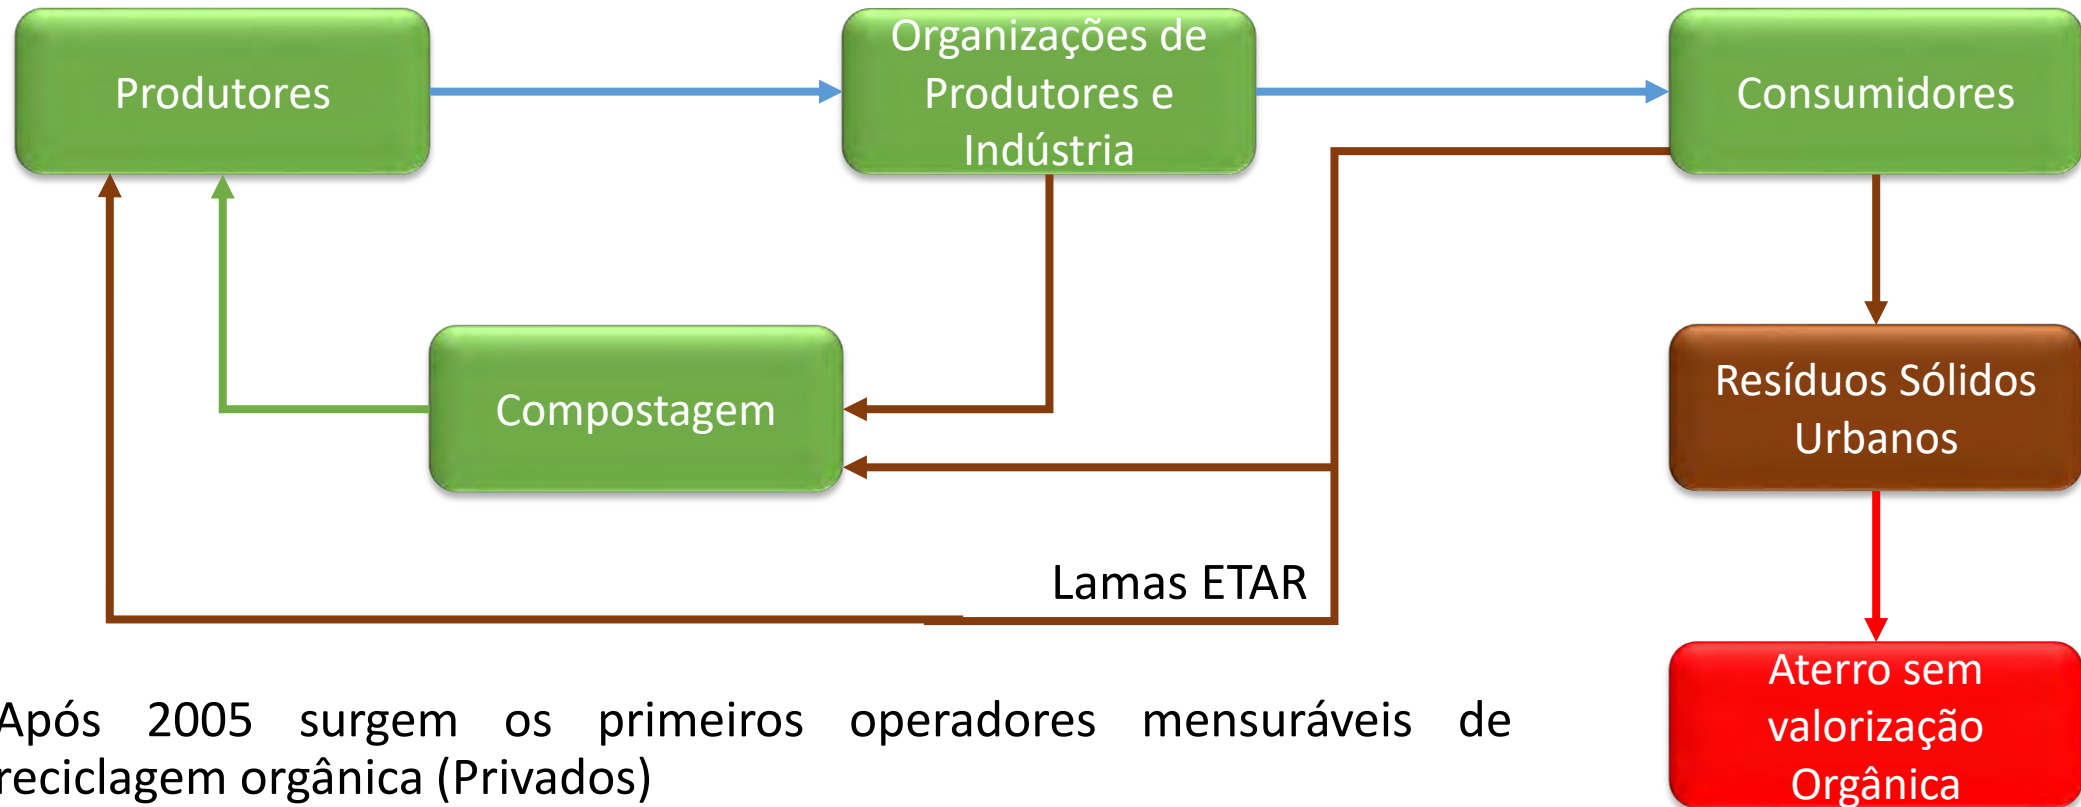 Produtores
Organizações de
Produtores e
Indústria
Consumidores
Compostagem
Resíduos Sólidos
Urbanos
Lamas ETAR
Aterro sem
valorização
Orgânica
Após 2005 surgem os primeiros operadores mensuráveis de
reciclagem orgânica (Privados)